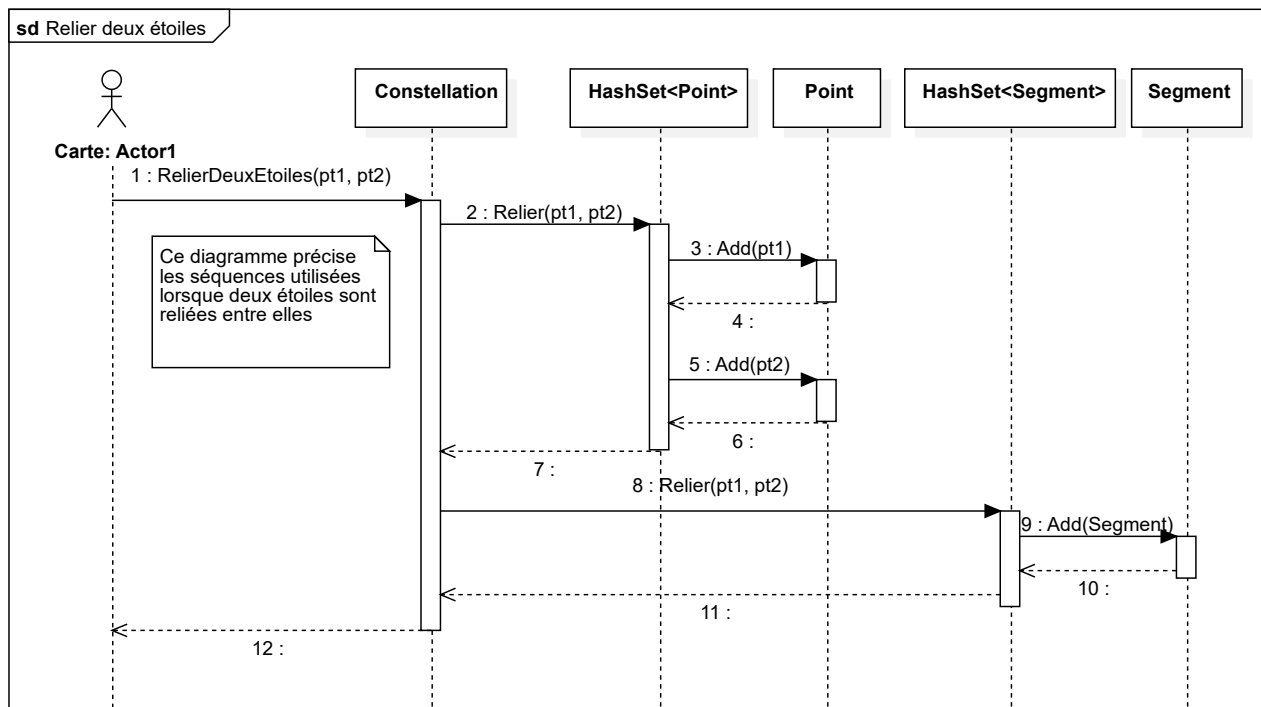 sd Relier deux étoiles
Constellation
HashSet<Point>
Point
HashSet<Segment>
Segment
Carte: Actor1
1 : RelierDeuxEtoiles(pt1, pt2)
2 : Relier(pt1, pt2)
Ce diagramme précise
les séquences utilisées
lorsque deux étoiles sont
reliées entre elles
3 : Add(pt1)
4 :
5 : Add(pt2)
6 :
7 :
8 : Relier(pt1, pt2)
9 : Add(Segment)
10 :
11 :
12 :